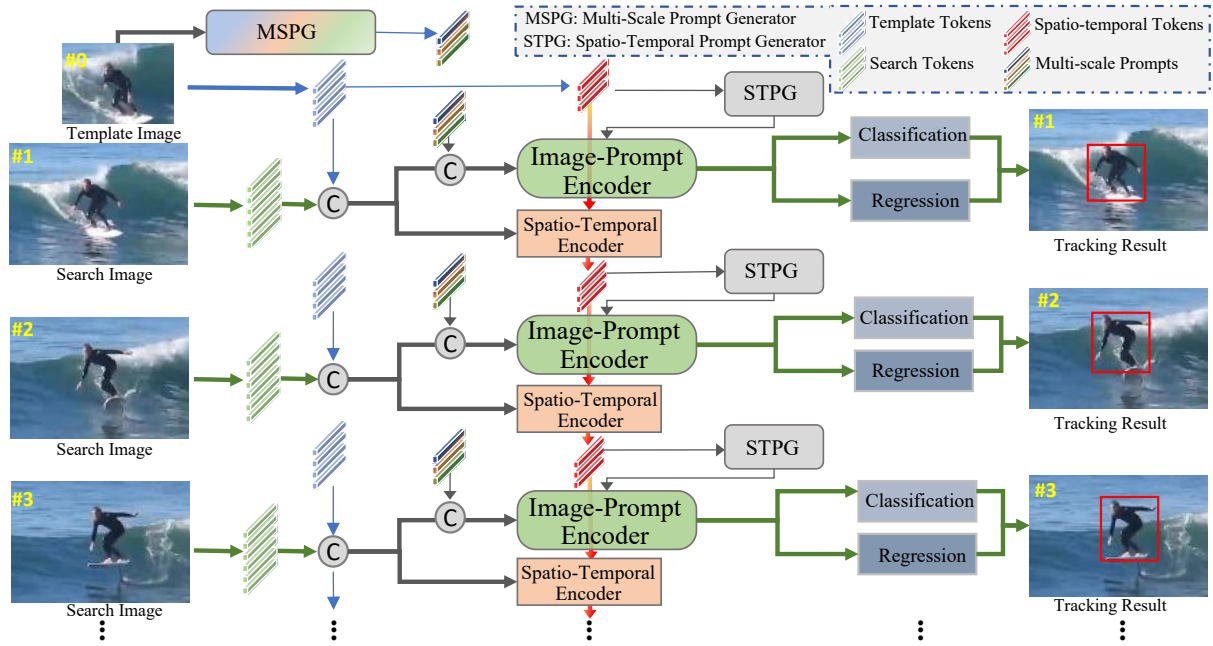 MSPG
MSPG: Multi-Scale Prompt Generator
STPG: Spatio-Temporal Prompt Generator
Template Tokens
Spatio-temporal Tokens
Search Tokens
Multi-scale Prompts
#0
Template Image
STPG
#1
Search Image
C
C
Image-Prompt
Encoder
Spatio-Temporal
Encoder
Classification
Regression
#1
Tracking Result
STPG
#2
Search Image
C
C
Image-Prompt
Encoder
Spatio-Temporal
Encoder
Classification
Regression
#2
Tracking Result
STPG
#3
Search Image
C
C
Image-Prompt
Encoder
Spatio-Temporal
Encoder
Classification
Regression
#3
Tracking Result